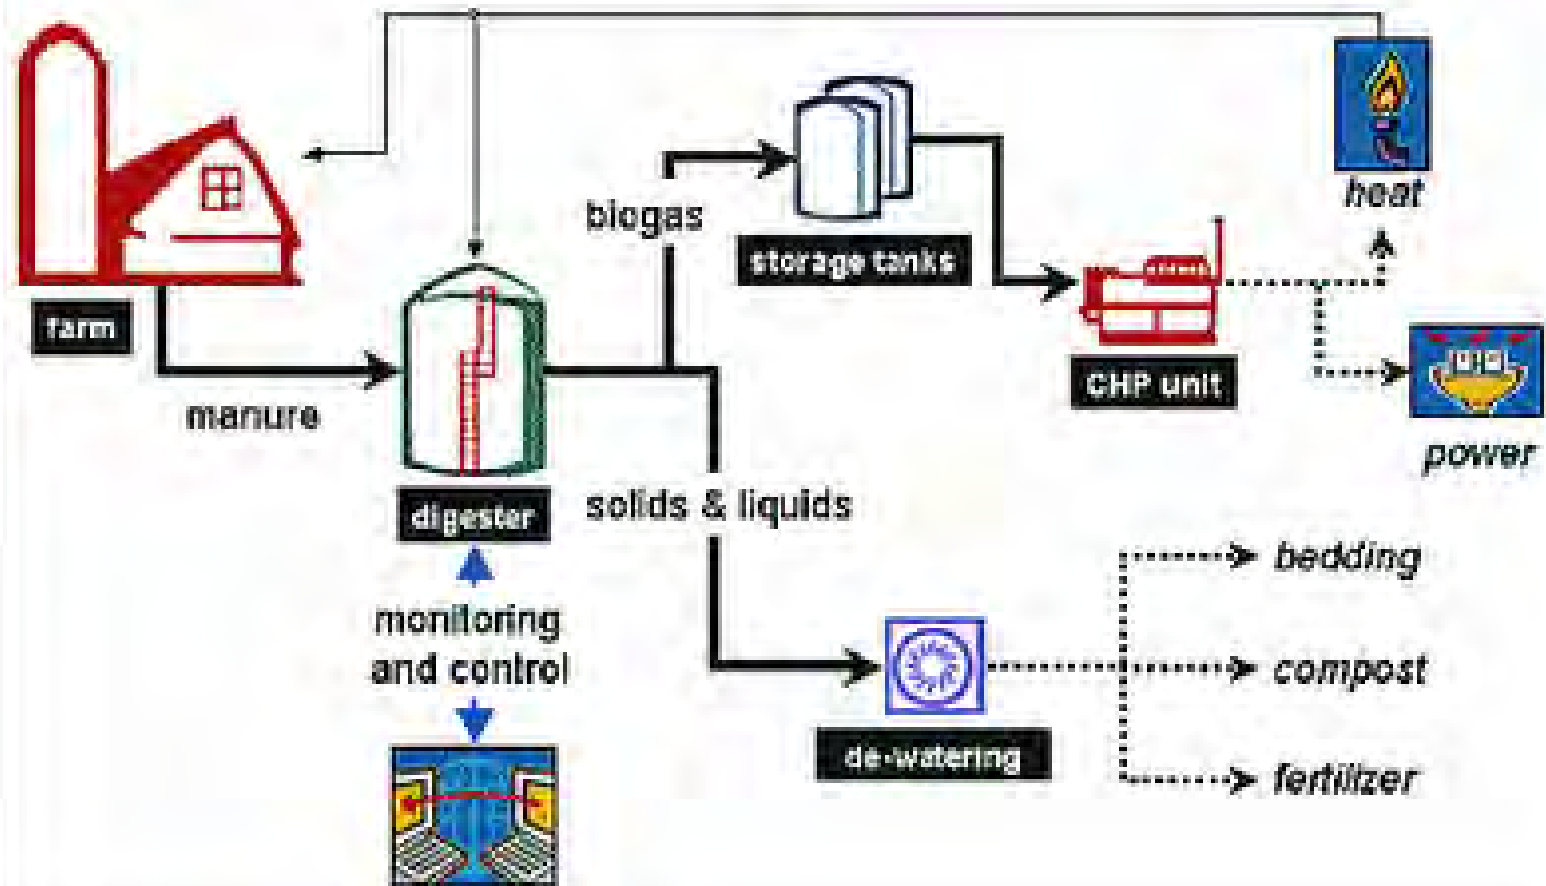 heat
biogas
storage tanks
farm
CHP unit
manure
power
digester
solids & liquids
bedding
monitoring
and control
compost
de-watering
fertilizer